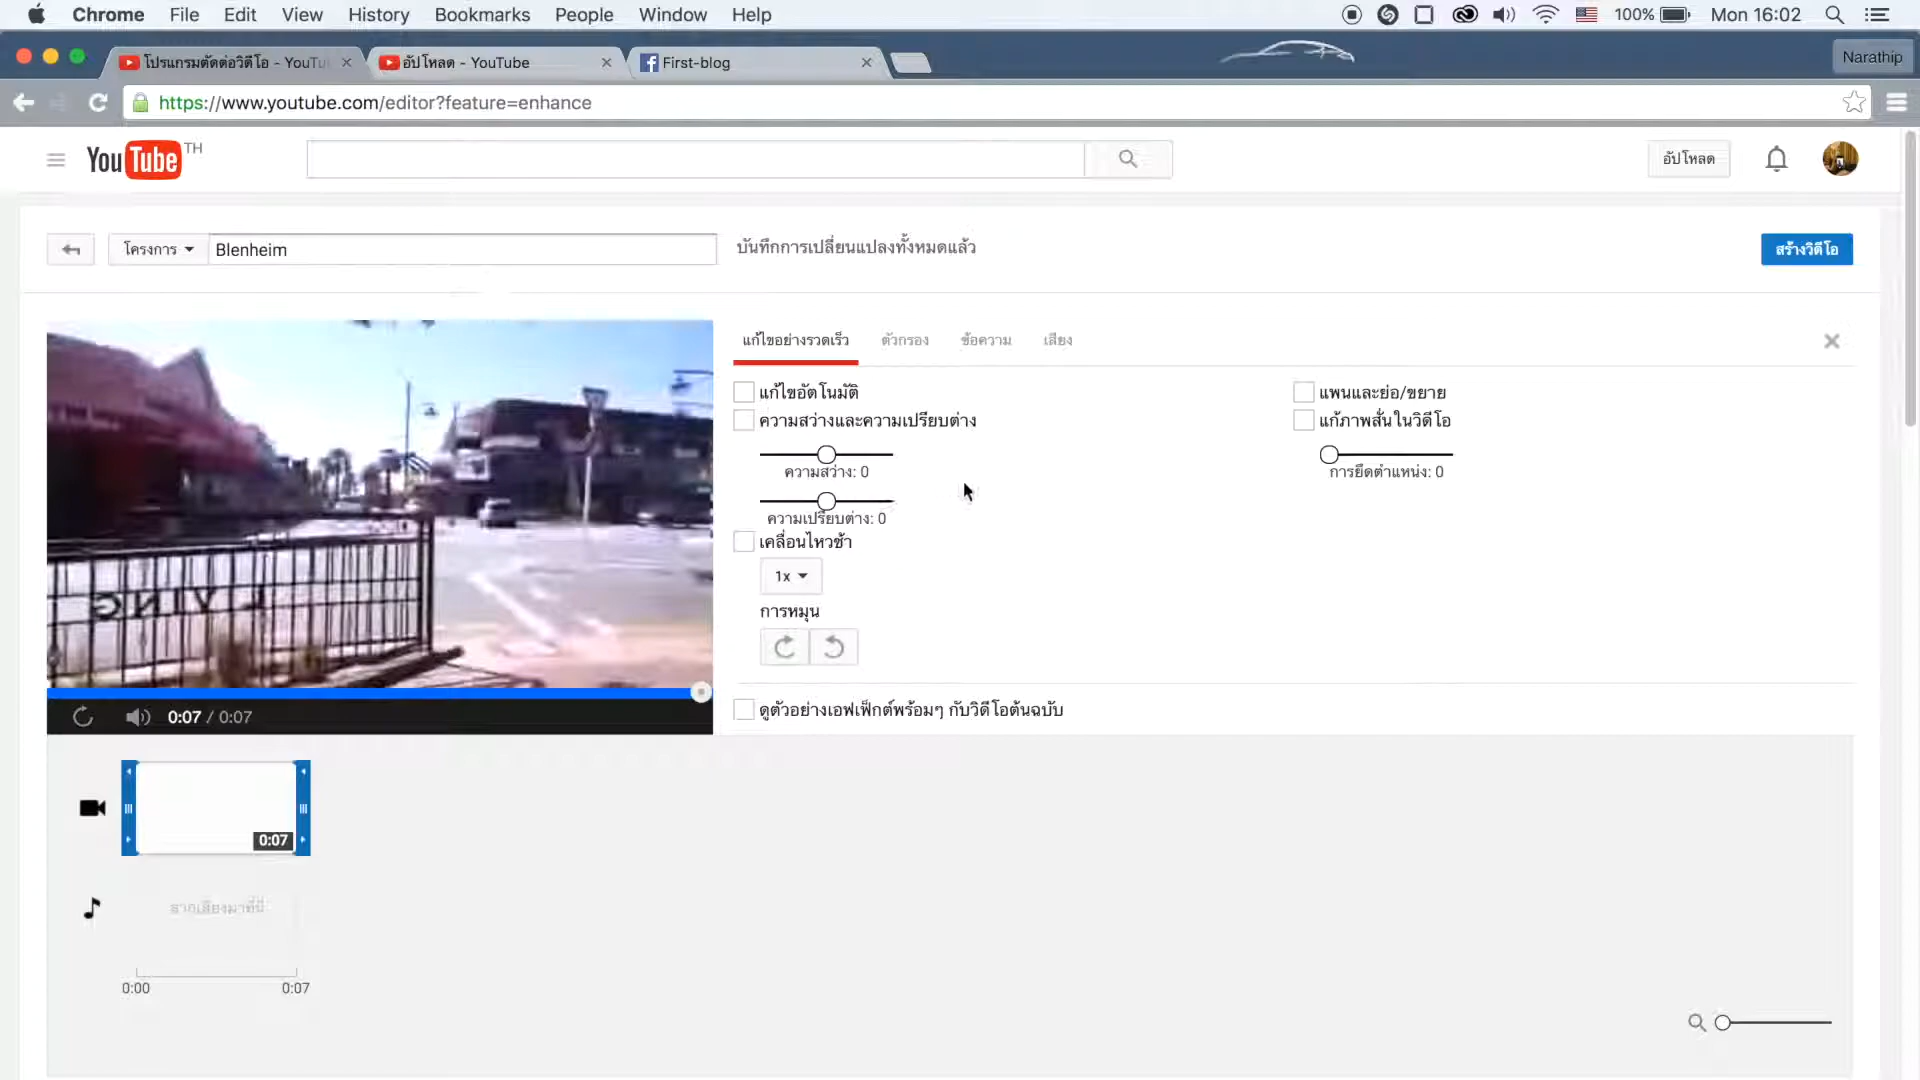 Chrome File Edit View History Bookmarks People Window Help 100% Mon 16:02
โปรแกรมตัดต่อวิดีโอ - YouTu อัปโหลด - YouTube First-blog Narathip
https://www.youtube.com/editor?feature=enhance
YouTube TH อัปโหลด
โครงการ Blenheim บันทึกการเปลี่ยนแปลงทั้งหมดแล้ว สร้างวิดีโอ
แก้ไขอย่างรวดเร็ว ตัวกรอง ข้อความ เสียง
แก้ไขอัตโนมัติ แพนและย่อ/ขยาย
ความสว่างและความเปรียบต่าง แก้ภาพสั่นในวิดีโอ
ความสว่าง: 0 การยึดตำแหน่ง: 0
ความเปรียบต่าง: 0
เคลื่อนไหวช้า
1x
การหมุน
ดูตัวอย่างเอฟเฟ็กต์พร้อมๆ กับวิดีโอต้นฉบับ
0:07 / 0:07
0:07
ลากเสียงมาที่นี่
0:00 0:07